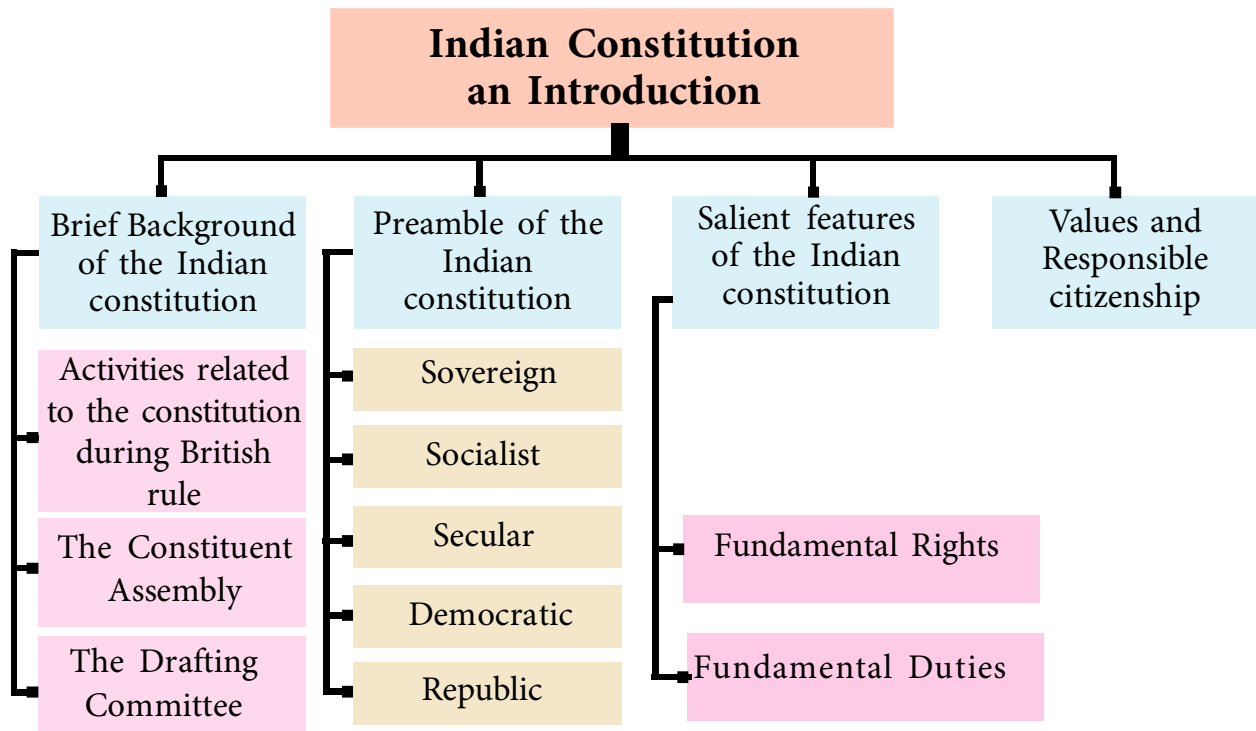 Indian Constitution
an Introduction
Brief Background
of the Indian
constitution
Activities related
to the constitution
during British
rule
The Constituent
Assembly
The Drafting
Committee
Preamble of the
Indian
constitution
Sovereign
Socialist
Secular
Democratic
Republic
Salient features
of the Indian
constitution
Fundamental Rights
Fundamental Duties
Values and
Responsible
citizenship